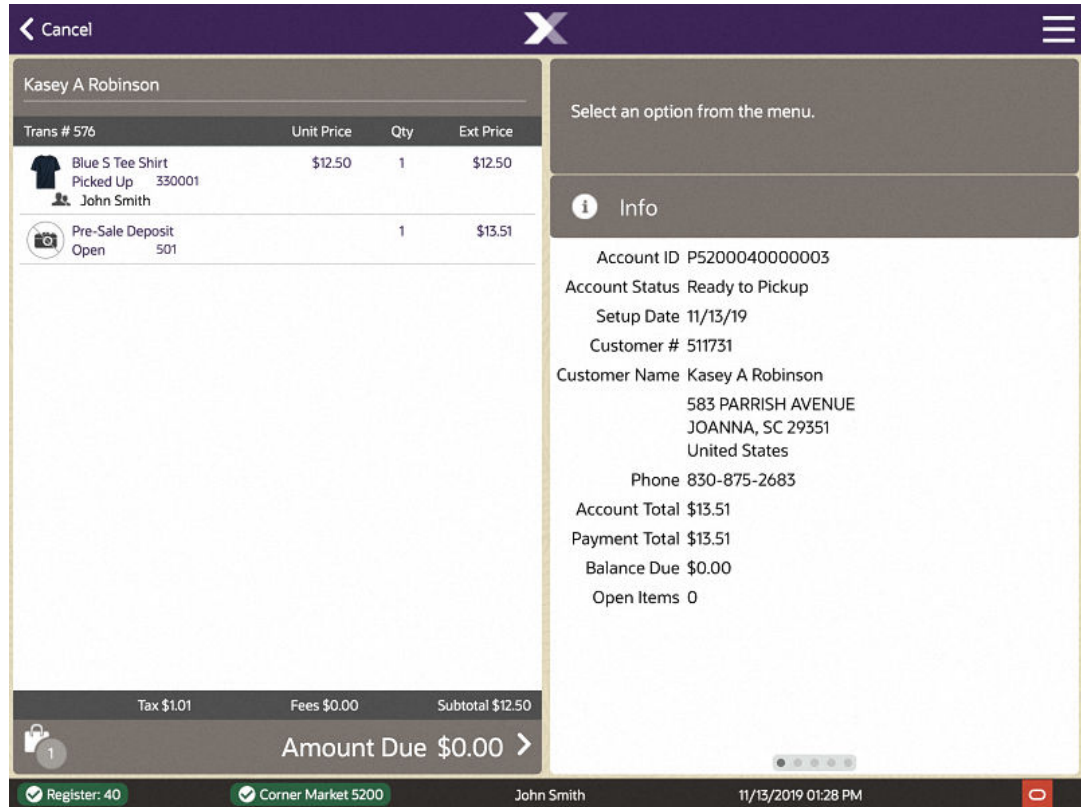 Cancel
Kasey A Robinson
Trans # 576 Unit Price Qty Ext Price
Blue S Tee Shirt $12.50 1 $12.50
Picked Up 330001
John Smith
Pre-Sale Deposit 1 $13.51
Open 501
Tax $1.01 Fees $0.00 Subtotal $12.50
1 Amount Due $0.00
Select an option from the menu.
Info
Account ID P5200040000003
Account Status Ready to Pickup
Setup Date 11/13/19
Customer # 511731
Customer Name Kasey A Robinson
583 PARRISH AVENUE
JOANNA, SC 29351
United States
Phone 830-875-2683
Account Total $13.51
Payment Total $13.51
Balance Due $0.00
Open Items 0
Register: 40 Corner Market 5200 John Smith 11/13/2019 01:28 PM